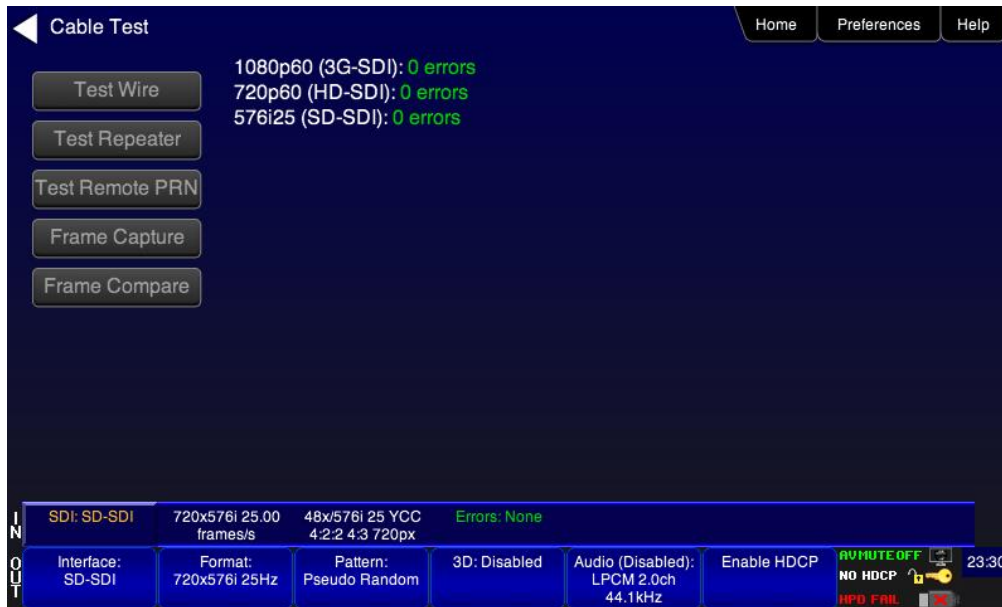 Cable Test
Home
Preferences
Help
Test Wire
Test Repeater
Test Remote PRN
Frame Capture
Frame Compare
1080p60 (3G-SDI): 0 errors
720p60 (HD-SDI): 0 errors
576i25 (SD-SDI): 0 errors
IN
SDI: SD-SDI
720x576i 25.00
frames/s
48x/576i 25 YCC
4:2:2 4:3 720px
Errors: None
OUT
Interface:
SD-SDI
Format:
720x576i 25Hz
Pattern:
Pseudo Random
3D: Disabled
Audio (Disabled):
LPCM 2.0ch
44.1kHz
Enable HDCP
AVMUTE OFF
NO HDCP
HPD FAIL
23:30